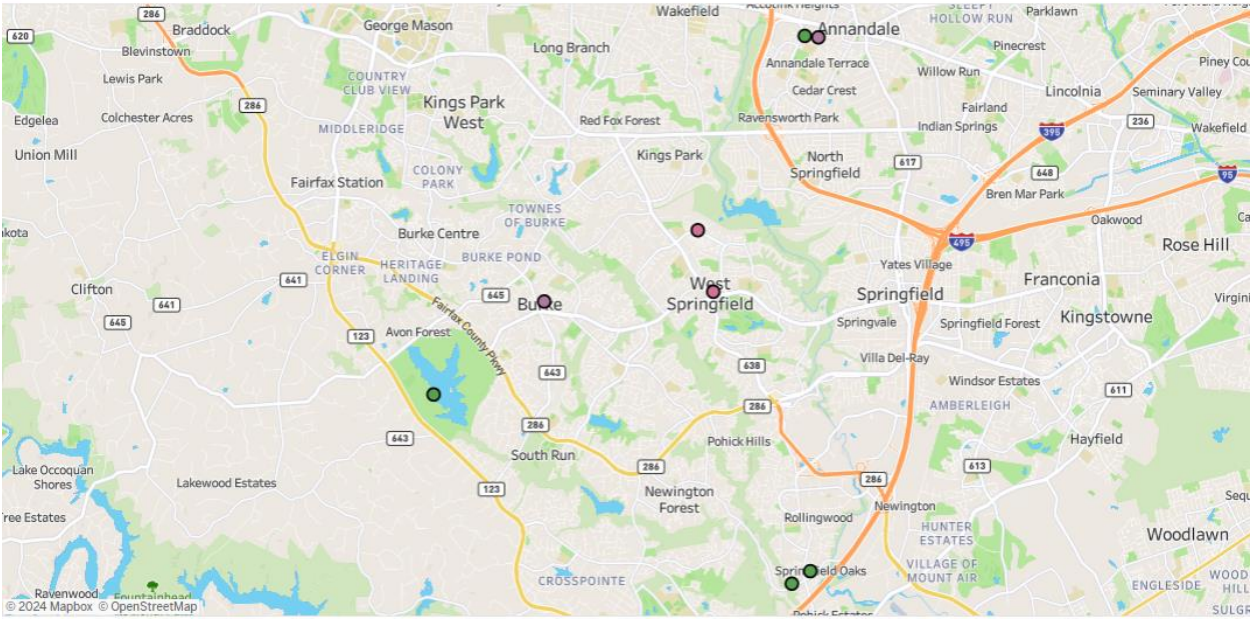 286
Braddock
George Mason
Wakefield
Parklawn
HOLLOW RUN
620
Blevinstown
Long Branch
Annandale
Pinecrest
Lewis Park
COUNTRY
CLUB VIEW
Annandale Terrace
Willow Run
286
Kings Park
West
Cedar Crest
Lincolnia
Seminary Valley
Edgelea
Colchester Acres
MIDDLERIDGE
Red Fox Forest
Ravensworth Park
Fairland
Indian Springs
395
236
Wakefield
Union Mill
Kings Park
North
Springfield
617
648
95
Fairfax Station
COLONY
PARK
Bren Mar Park
TOWNES
OF BURKE
Oakwood
Burke Centre
495
Rose Hill
ELGIN
CORNER
HERITAGE
LANDING
BURKE POND
Yates Village
641
Clifton
641
645
Burke
West
Springfield
Springfield
Franconia
645
Fairfax County Pkwy
Kingstowne
123
Avon Forest
Springvale
Springfield Forest
Villa Del-Ray
643
638
Windsor Estates
611
286
AMBERLEIGH
643
286
Pohick Hills
Hayfield
South Run
286
613
Lake Occoquan
Shores
Lakewood Estates
123
286
Newington
Forest
Newington
ree Estates
Rollingwood
HUNTER
ESTATES
Woodlawn
Springfield Oaks
VILLAGE OF
MOUNT AIR
CROSSPOINTE
ENGLESIDE
Ravenwood
Fountainhead
Pohick Estates
© 2024 Mapbox © OpenStreetMap